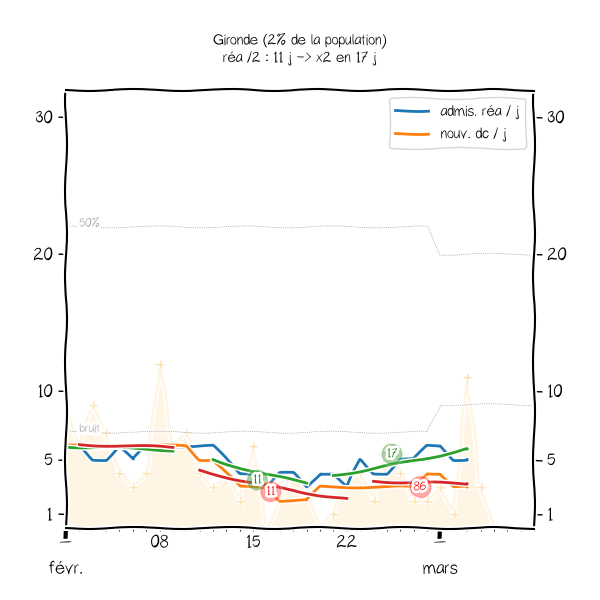 Gironde (2% de la population)
réa /2 : 11 j -> x2 en 17 j
admis. réa / j
nouv. dc / j
30
30
50%
20
20
10
10
bruit
17
5
5
11
11
86
1
1
08
15
22
févr.
mars